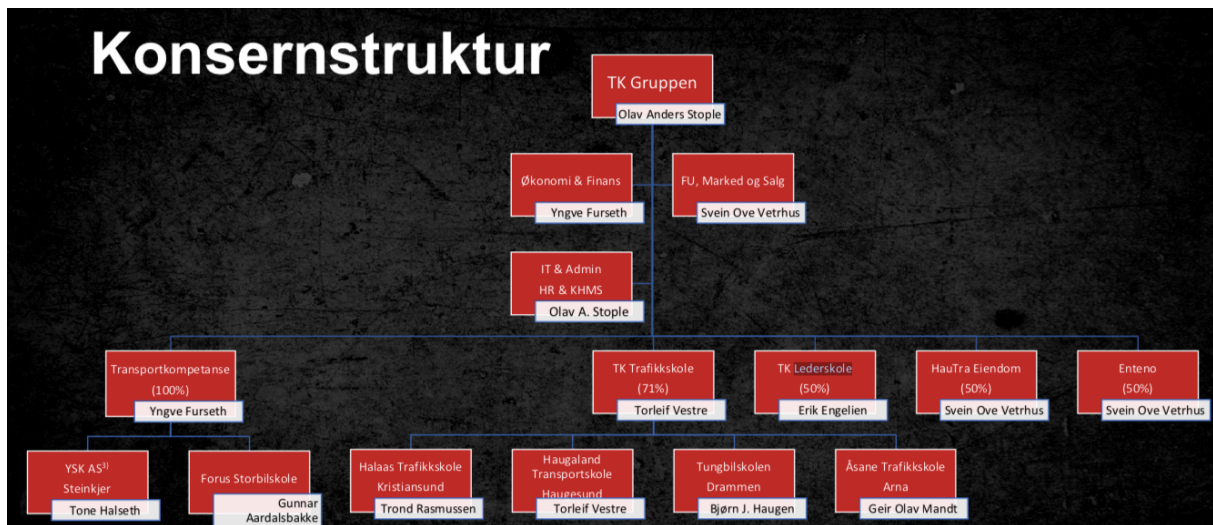 Konsernstruktur
TK Gruppen
Olav Anders Stople
Økonomi & Finans
Yngve Furseth
FU, Marked og Salg
Svein Ove Vetrhus
IT & Admin
HR & KHMS
Olav A. Stople
Transportkompetanse
(100%)
Yngve Furseth
TK Trafikkskole
(71%)
Torleif Vestre
TK Lederskole
(50%)
Erik Engelien
HauTra Eiendom
(50%)
Svein Ove Vetrhus
Enteno
(50%)
Svein Ove Vetrhus
YSK AS³⁾
Steinkjer
Tone Halseth
Forus Storbilskole
Gunnar
Aardalsbakke
Halaas Trafikkskole
Kristiansund
Trond Rasmussen
Haugaland
Transportskole
Haugesund
Torleif Vestre
Tungbilskolen
Drammen
Bjørn J. Haugen
Åsane Trafikkskole
Arna
Geir Olav Mandt